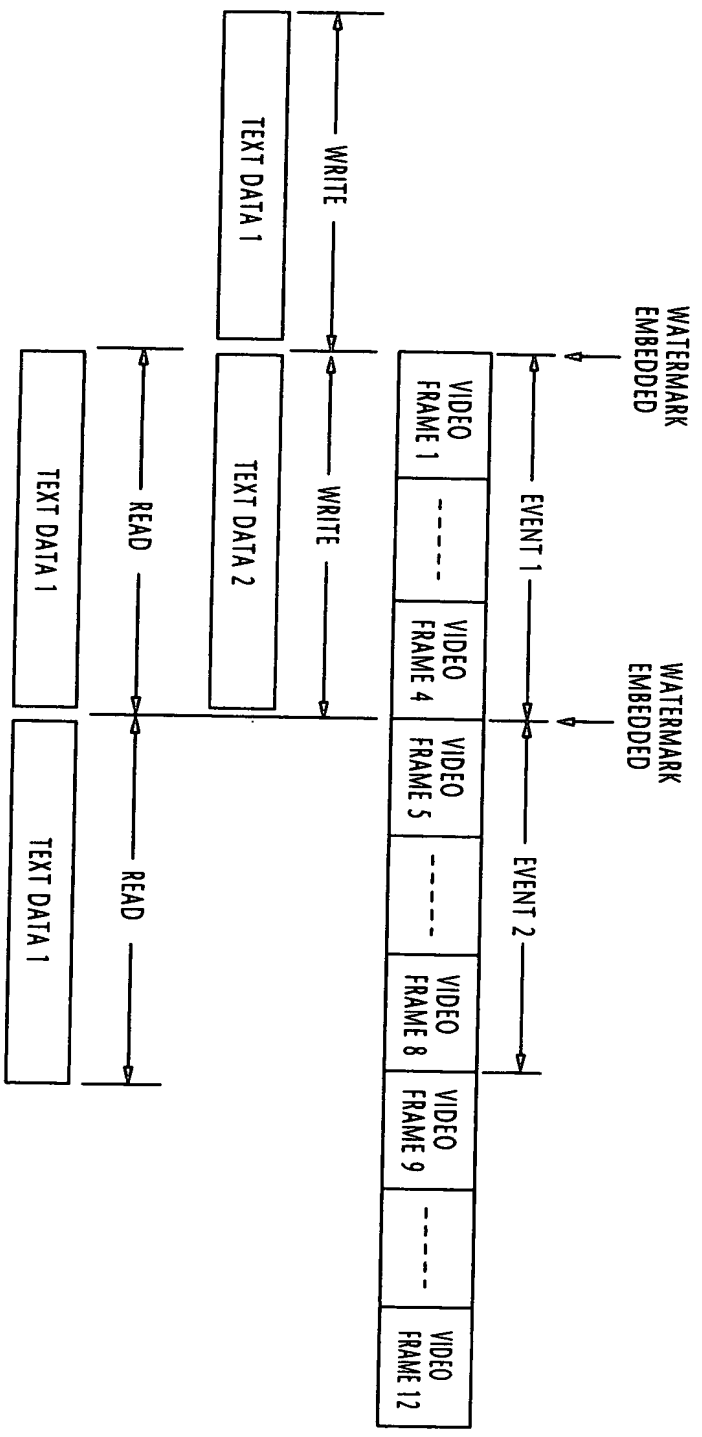 WATERMARK
EMBEDDED
WATERMARK
EMBEDDED
EVENT 1
EVENT 2
VIDEO
FRAME 1
-----
VIDEO
FRAME 4
VIDEO
FRAME 5
-----
VIDEO
FRAME 8
VIDEO
FRAME 9
-----
VIDEO
FRAME 12
WRITE
WRITE
TEXT DATA 1
TEXT DATA 2
READ
READ
TEXT DATA 1
TEXT DATA 1